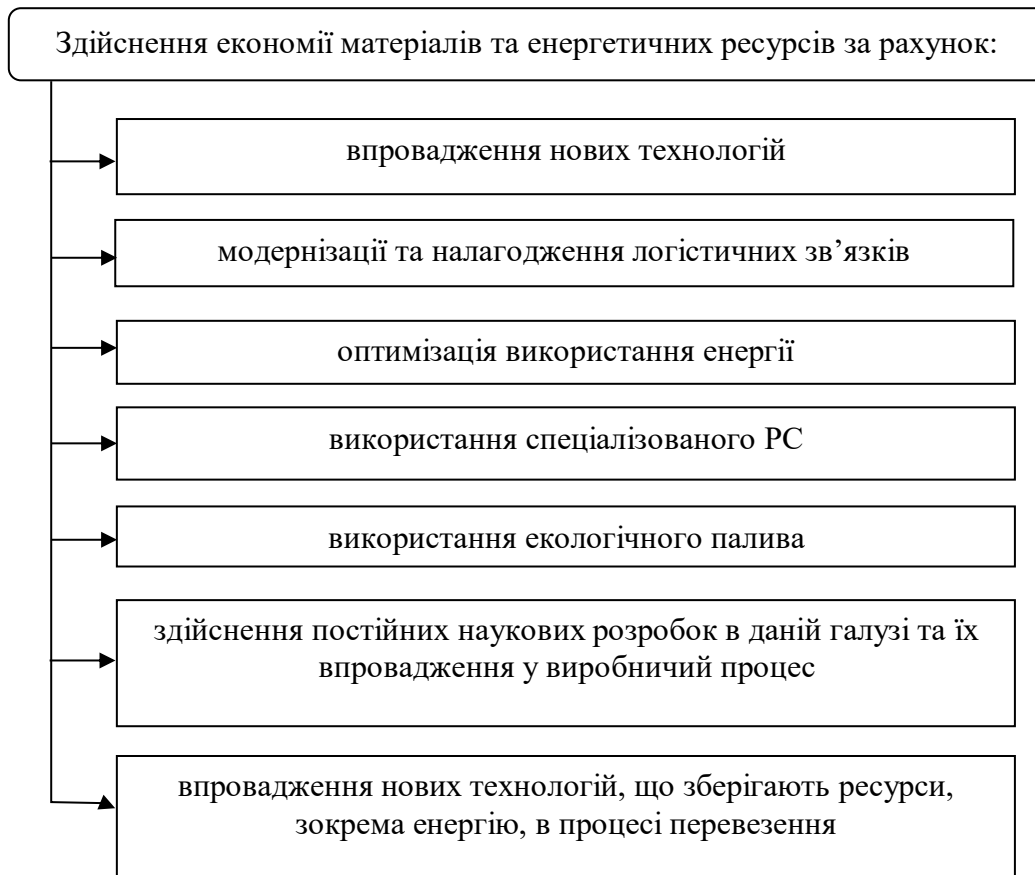 Здійснення економії матеріалів та енергетичних ресурсів за рахунок:
впровадження нових технологій
модернізації та налагодження логістичних зв’язків
оптимізація використання енергії
використання спеціалізованого РС
використання екологічного палива
здійснення постійних наукових розробок в даній галузі та їх
впровадження у виробничий процес
впровадження нових технологій, що зберігають ресурси,
зокрема енергію, в процесі перевезення